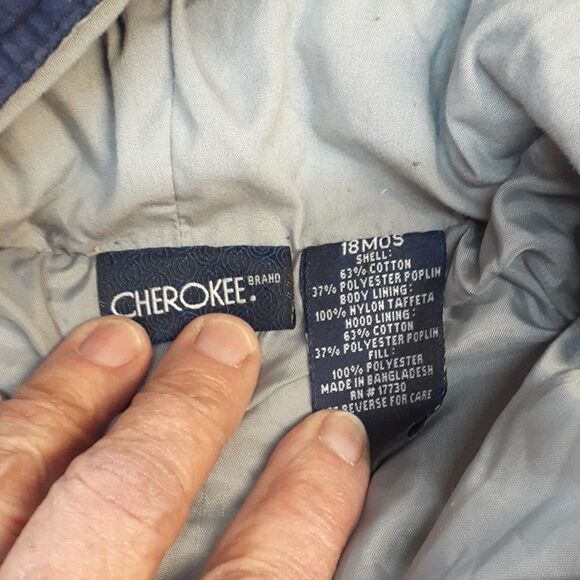 CHEROKEE. BRAND
18MOS
SHELL:
63% COTTON
37% POLYESTER POPLIN
BODY LINING:
100% NYLON TAFFETA
HOOD LINING:
63% COTTON
37% POLYESTER POPLIN
FILL:
100% POLYESTER
MADE IN BANGLADESH
RN # 17730
REVERSE FOR CARE